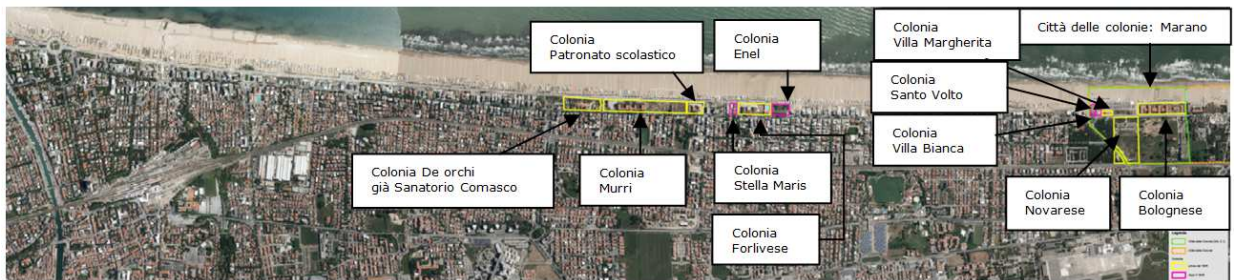 Colonia
Patronato scolastico
Colonia
Enel
Colonia
Villa Margherita
Città delle colonie: Marano
Colonia
Santo Volto
Colonia
Villa Bianca
Colonia De orchi
già Sanatorio Comasco
Colonia
Murri
Colonia
Stella Maris
Colonia
Novarese
Colonia
Bolognese
Colonia
Forlivese